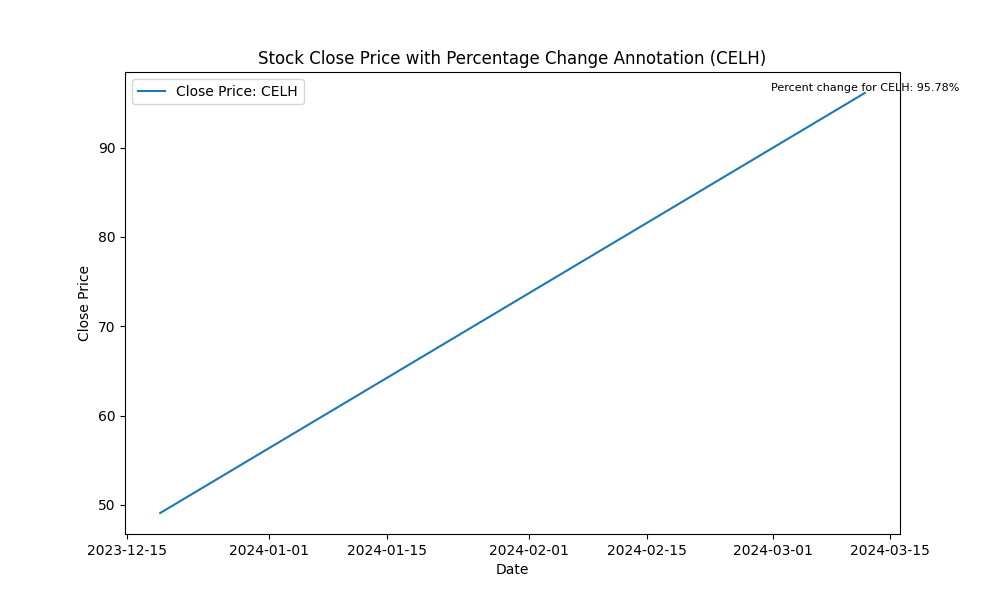 Stock Close Price with Percentage Change Annotation (CELH)
Close Price: CELH
Percent change for CELH: 95.78%
90
80
70
60
50
Close Price
2023-12-15 2024-01-01 2024-01-15 2024-02-01 2024-02-15 2024-03-01 2024-03-15
Date